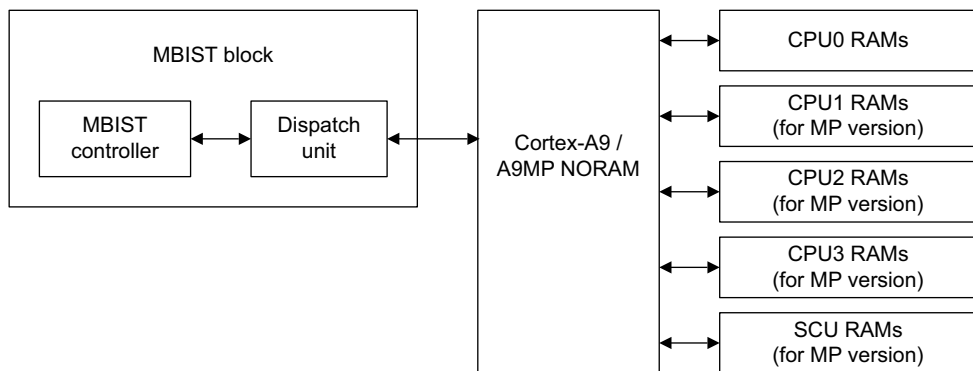 MBIST block
MBIST
controller
Dispatch
unit
Cortex-A9 /
A9MP NORAM
CPU0 RAMs
CPU1 RAMs
(for MP version)
CPU2 RAMs
(for MP version)
CPU3 RAMs
(for MP version)
SCU RAMs
(for MP version)